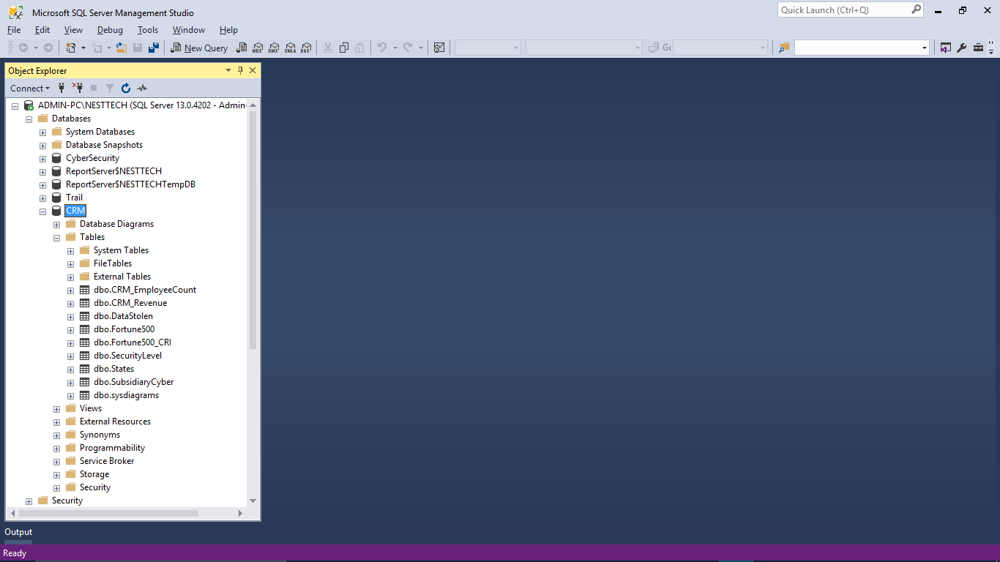 Microsoft SQL Server Management Studio
Quick Launch (Ctrl+Q)
File Edit View Debug Tools Window Help
New Query MDX DMX XMLA DAX
Object Explorer
Connect
ADMIN-PC\NESTTECH (SQL Server 13.0.4202 - Admin-
Databases
System Databases
Database Snapshots
CyberSecurity
ReportServer$NESTTECH
ReportServer$NESTTECHTempDB
Trail
CRM
Database Diagrams
Tables
System Tables
FileTables
External Tables
dbo.CRM_EmployeeCount
dbo.CRM_Revenue
dbo.DataStolen
dbo.Fortune500
dbo.Fortune500_CRI
dbo.SecurityLevel
dbo.States
dbo.SubsidiaryCyber
dbo.sysdiagrams
Views
External Resources
Synonyms
Programmability
Service Broker
Storage
Security
Security
Output
Ready